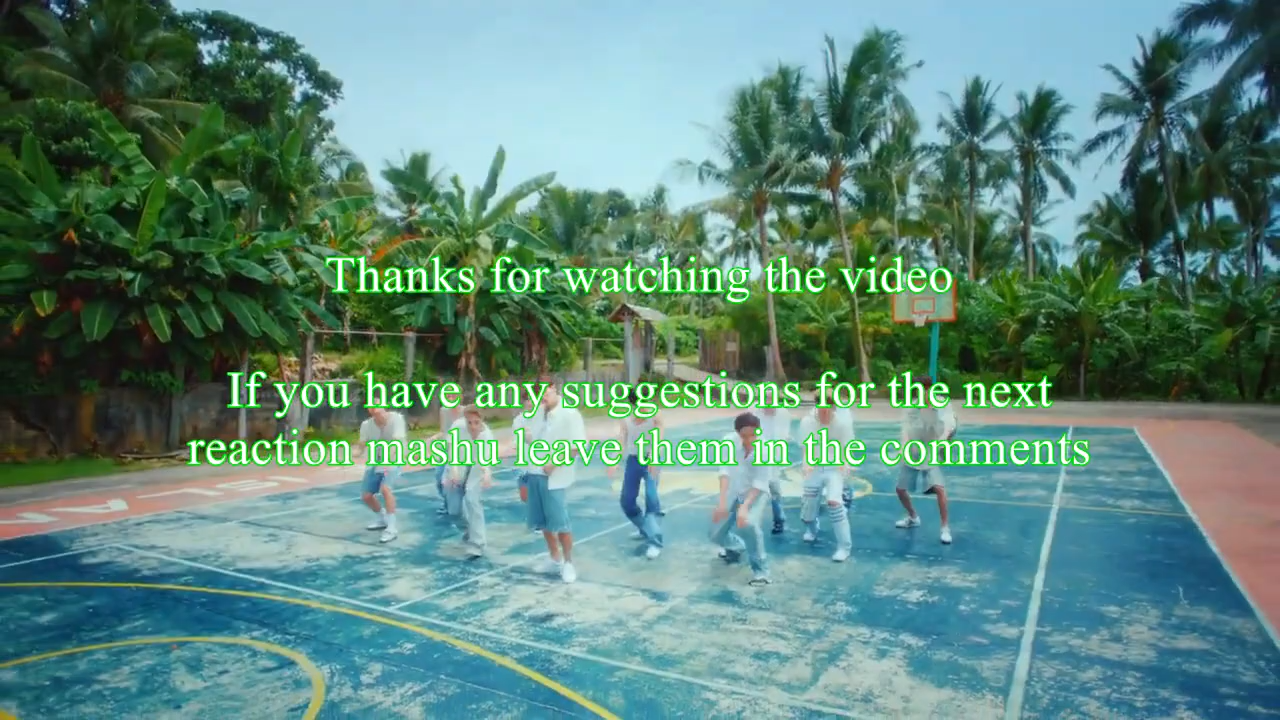 Thanks for watching the video
If you have any suggestions for the next
reaction mashu leave them in the comments